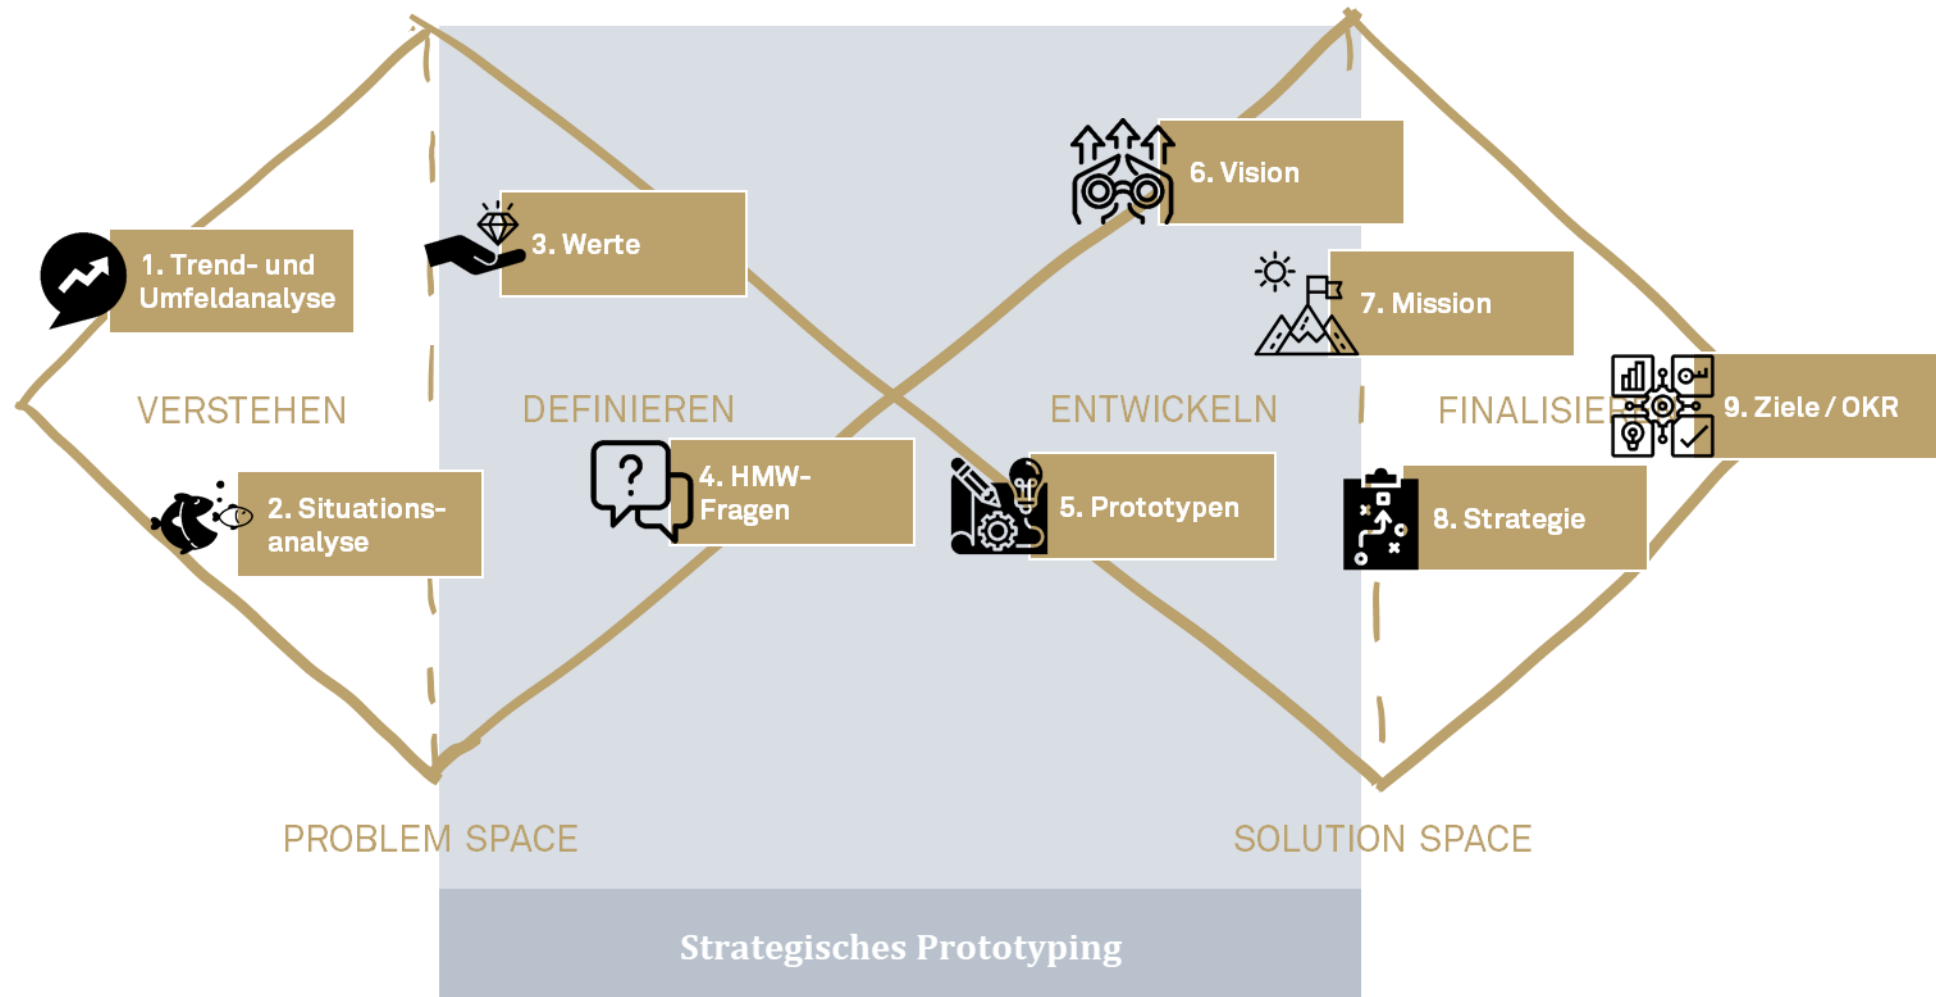 6. Vision
1. Trend- und
Umfeldanalyse
3. Werte
7. Mission
VERSTEHEN
DEFINIEREN
ENTWICKELN
FINALISIEREN
9. Ziele / OKR
2. Situations-
analyse
4. HMW-
Fragen
5. Prototypen
8. Strategie
PROBLEM SPACE
SOLUTION SPACE
Strategisches Prototyping